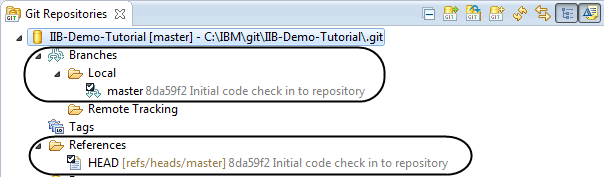 Git Repositories
IIB-Demo-Tutorial [master] - C:\IBM\git\IIB-Demo-Tutorial\.git
Branches
Local
master 8da59f2 Initial code check in to repository
Remote Tracking
Tags
References
HEAD [refs/heads/master] 8da59f2 Initial code check in to repository